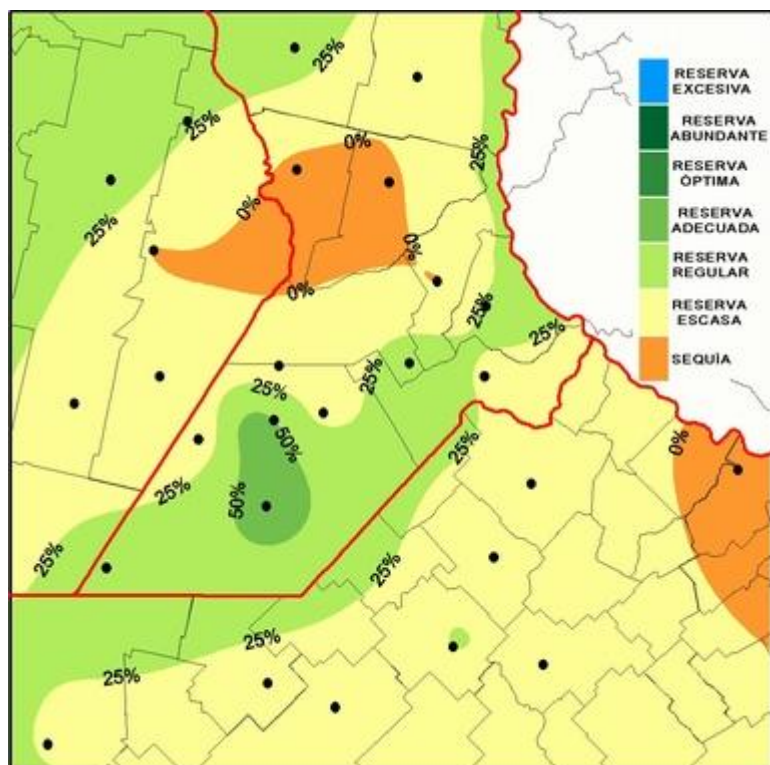 25%
25%
0%
25%
25%
0%
0%
0%
25%
25%
25%
25%
50%
0%
25%
25%
50%
25%
25%
25%
25%
RESERVA
EXCESIVA
RESERVA
ABUNDANTE
RESERVA
ÓPTIMA
RESERVA
ADECUADA
RESERVA
REGULAR
RESERVA
ESCASA
SEQUÍA